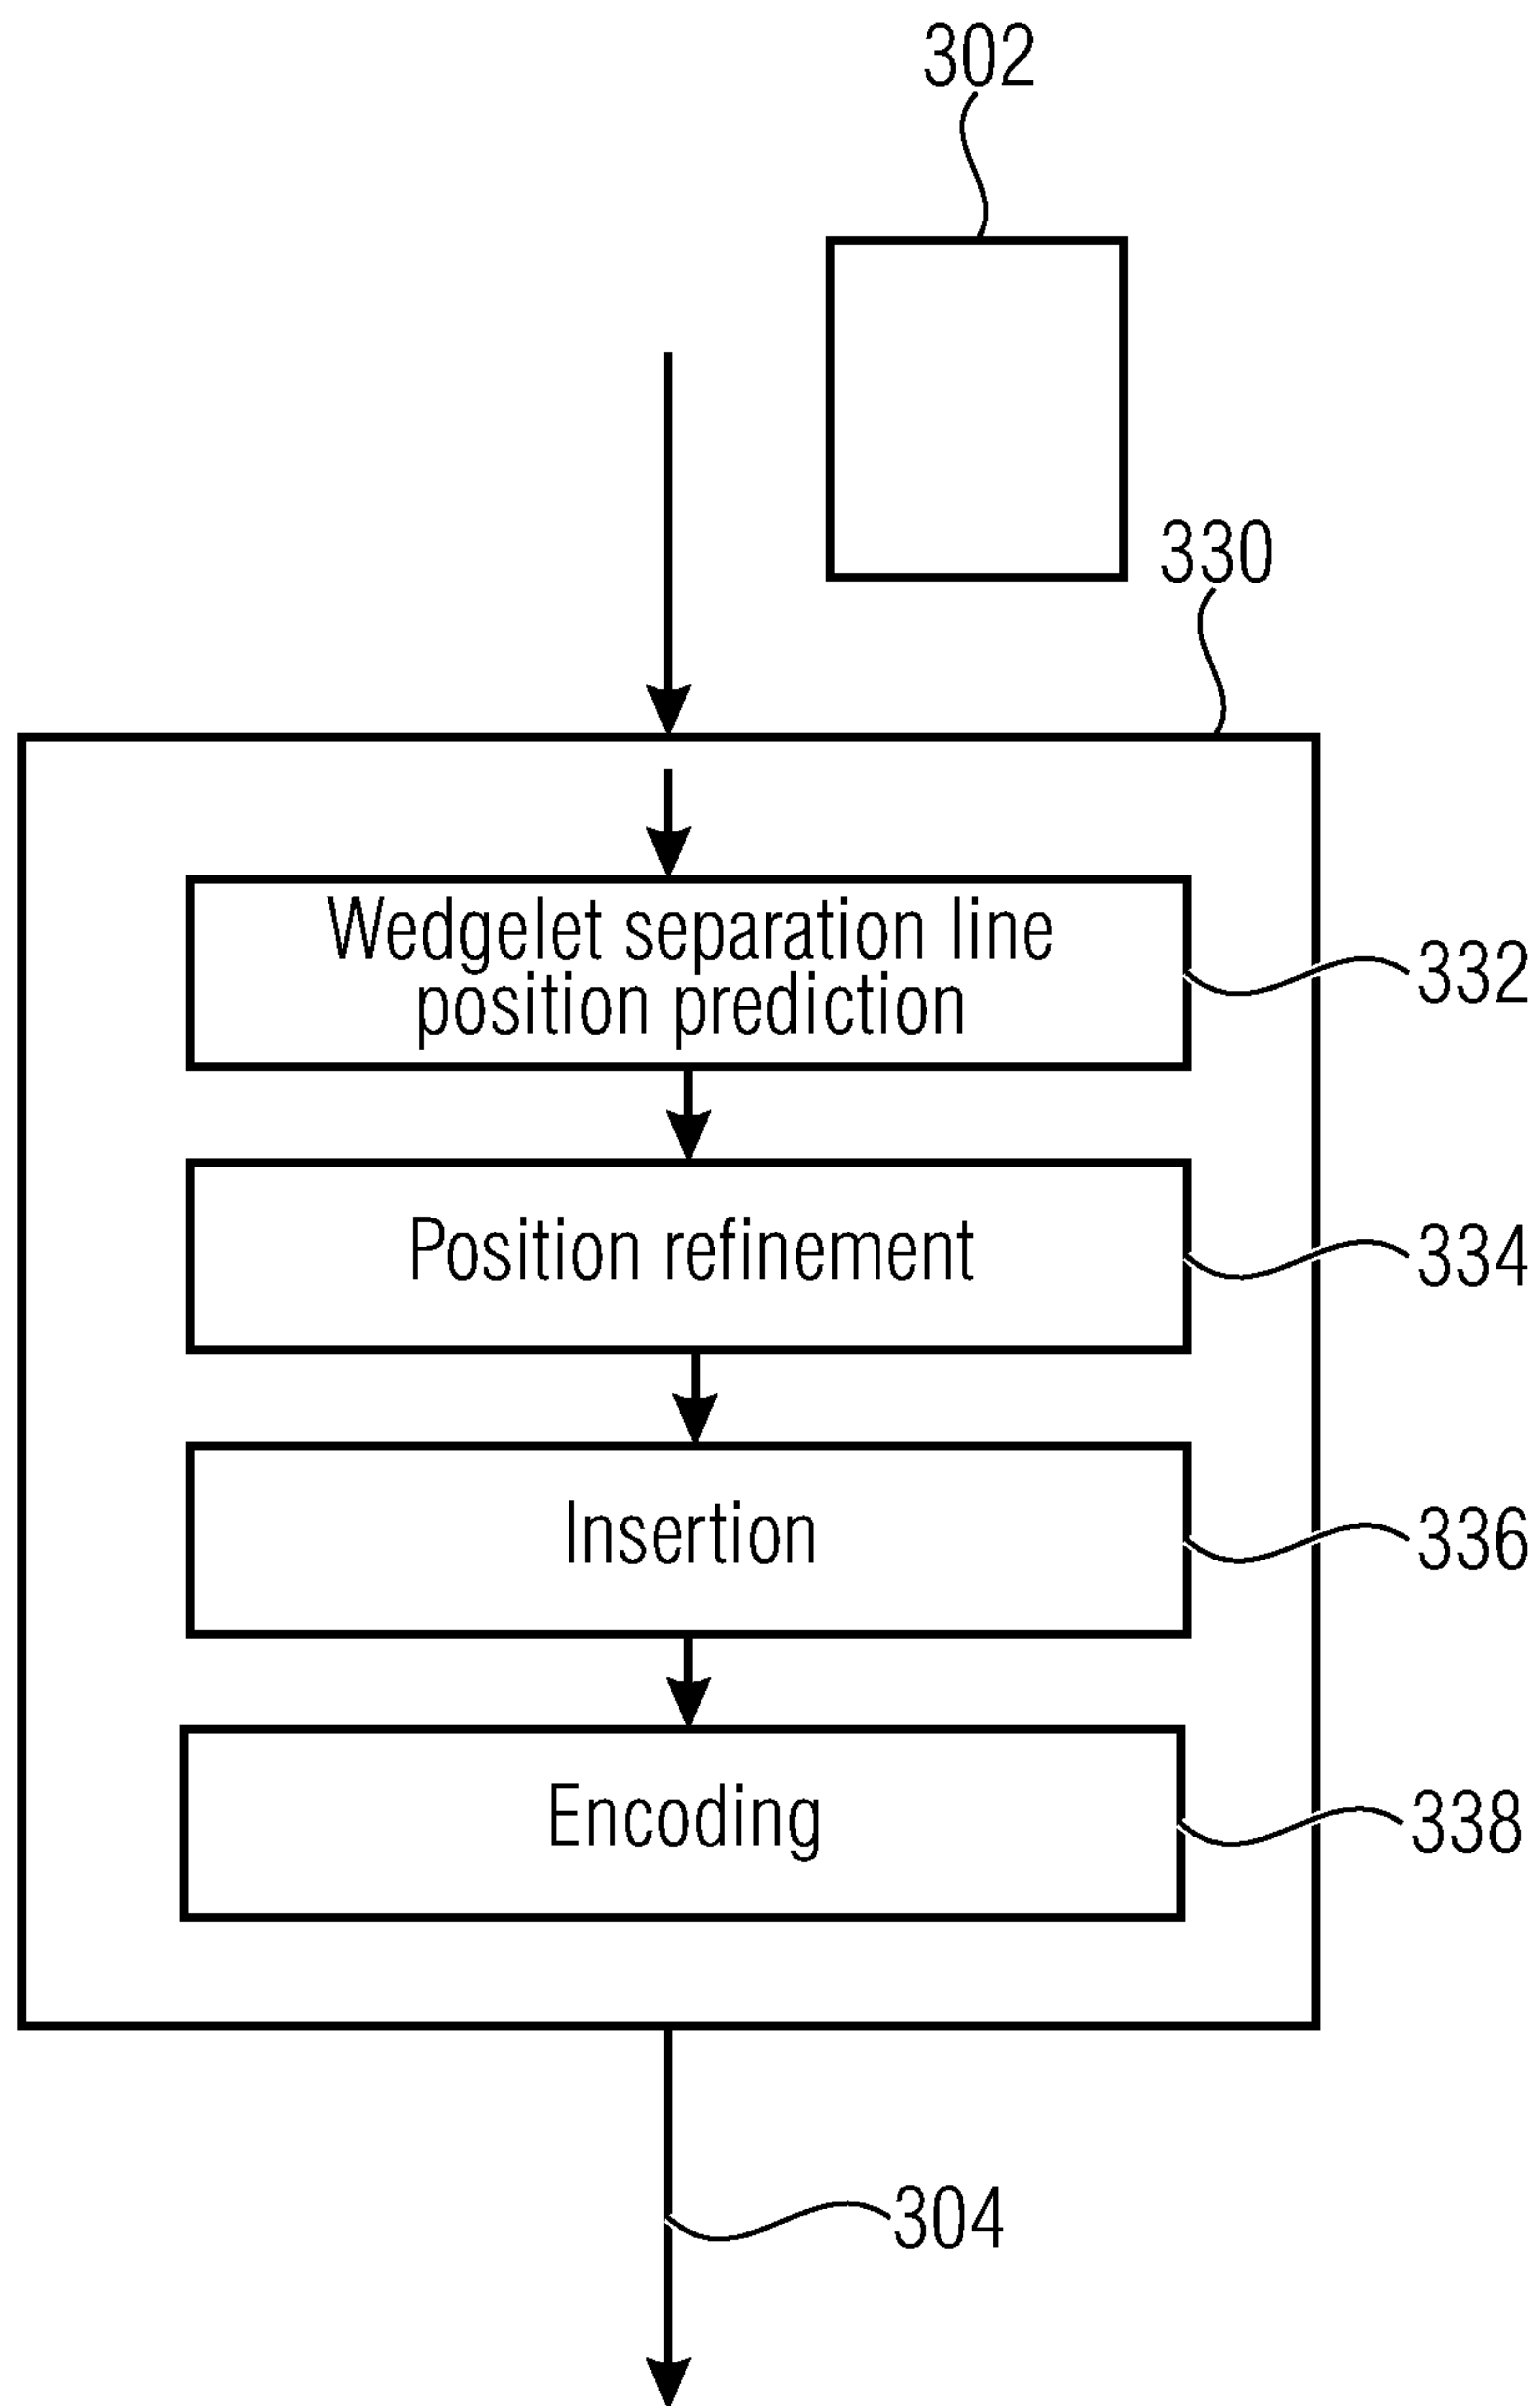 302
330
Wedgelet separation line
position prediction
332
Position refinement
334
Insertion
336
Encoding
338
304